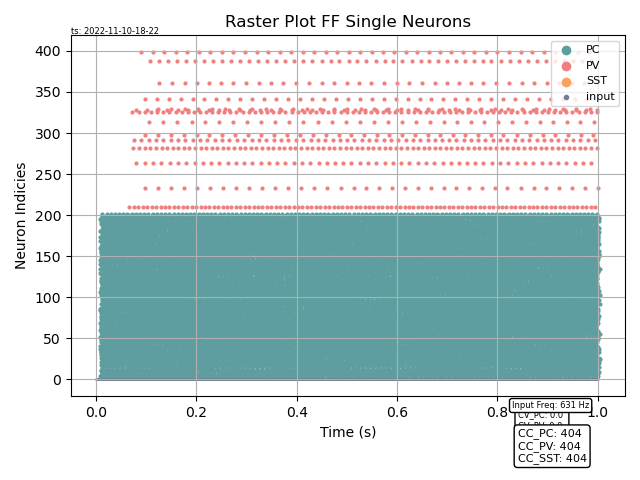 Raster Plot FF Single Neurons
ts: 2022-11-10-18-22
PC
PV
SST
input
400
350
300
250
200
150
100
50
0
Neuron Indicies
0.0 0.2 0.4 0.6 0.8 1.0
Time (s)
Input Freq: 631 Hz
CV_PC: 0.0
CC_PC: 404
CC_PV: 404
CC_SST: 404